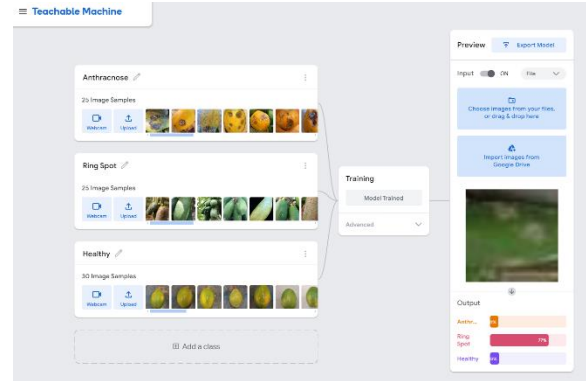 Teachable Machine
Preview
Export Model
Anthracnose
25 Image Samples
Webcam
Upload
Ring Spot
25 Image Samples
Webcam
Upload
Healthy
30 Image Samples
Webcam
Upload
Add a class
Training
Model Trained
Advanced
Input
ON
File
Choose images from your files,
or drag & drop here
Import images from
Google Drive
Output
Anthr...
Ring
Spot
77%
Healthy